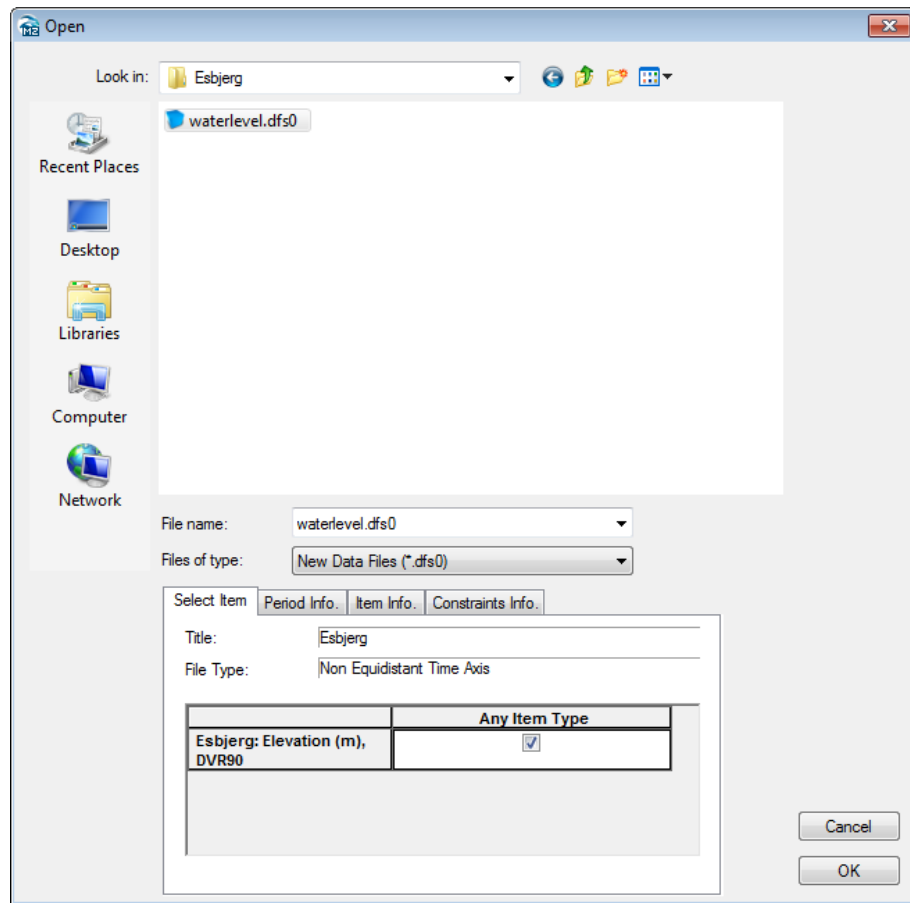 Open
Look in:
Esbjerg
waterlevel.dfs0
Recent Places
Desktop
Libraries
Computer
Network
File name:
waterlevel.dfs0
Files of type:
New Data Files (*.dfs0)
Select Item
Period Info.
Item Info.
Constraints Info.
Title:
Esbjerg
File Type:
Non Equidistant Time Axis
Any Item Type
Esbjerg: Elevation (m),
DVR90
Cancel
OK